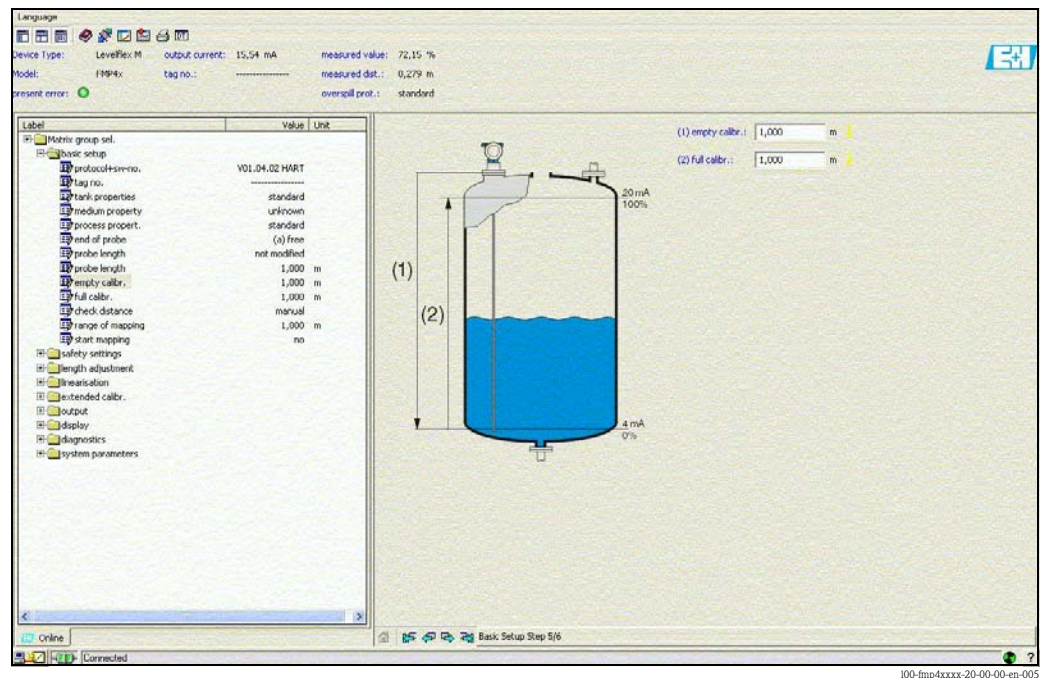 Language
Device Type: Levelflex M output current: 15,54 mA measured value: 72,15 %
Model: FMP4x tag no.: --------------- measured dist.: 0,279 m
present error: overspill prot.: standard
E+H
Label Value Unit
Matrix group sel.
basic setup
protocol+sw-no. V01.04.02 HART
tag no. ---------------
tank properties standard
medium property unknown
process propert. standard
end of probe (a) free
probe length not modified
probe length 1,000 m
empty calibr. 1,000 m
full calibr. 1,000 m
check distance manual
range of mapping 1,000 m
start mapping no
safety settings
length adjustment
linearisation
extended calibr.
output
display
diagnostics
system parameters
(1) empty calibr.: 1,000 m
(2) full calibr.: 1,000 m
20 mA
100%
(1)
(2)
4 mA
0%
Basic Setup Step 5/6
Online
Connected
?
l00-fmp4xxxx-20-00-00-en-005